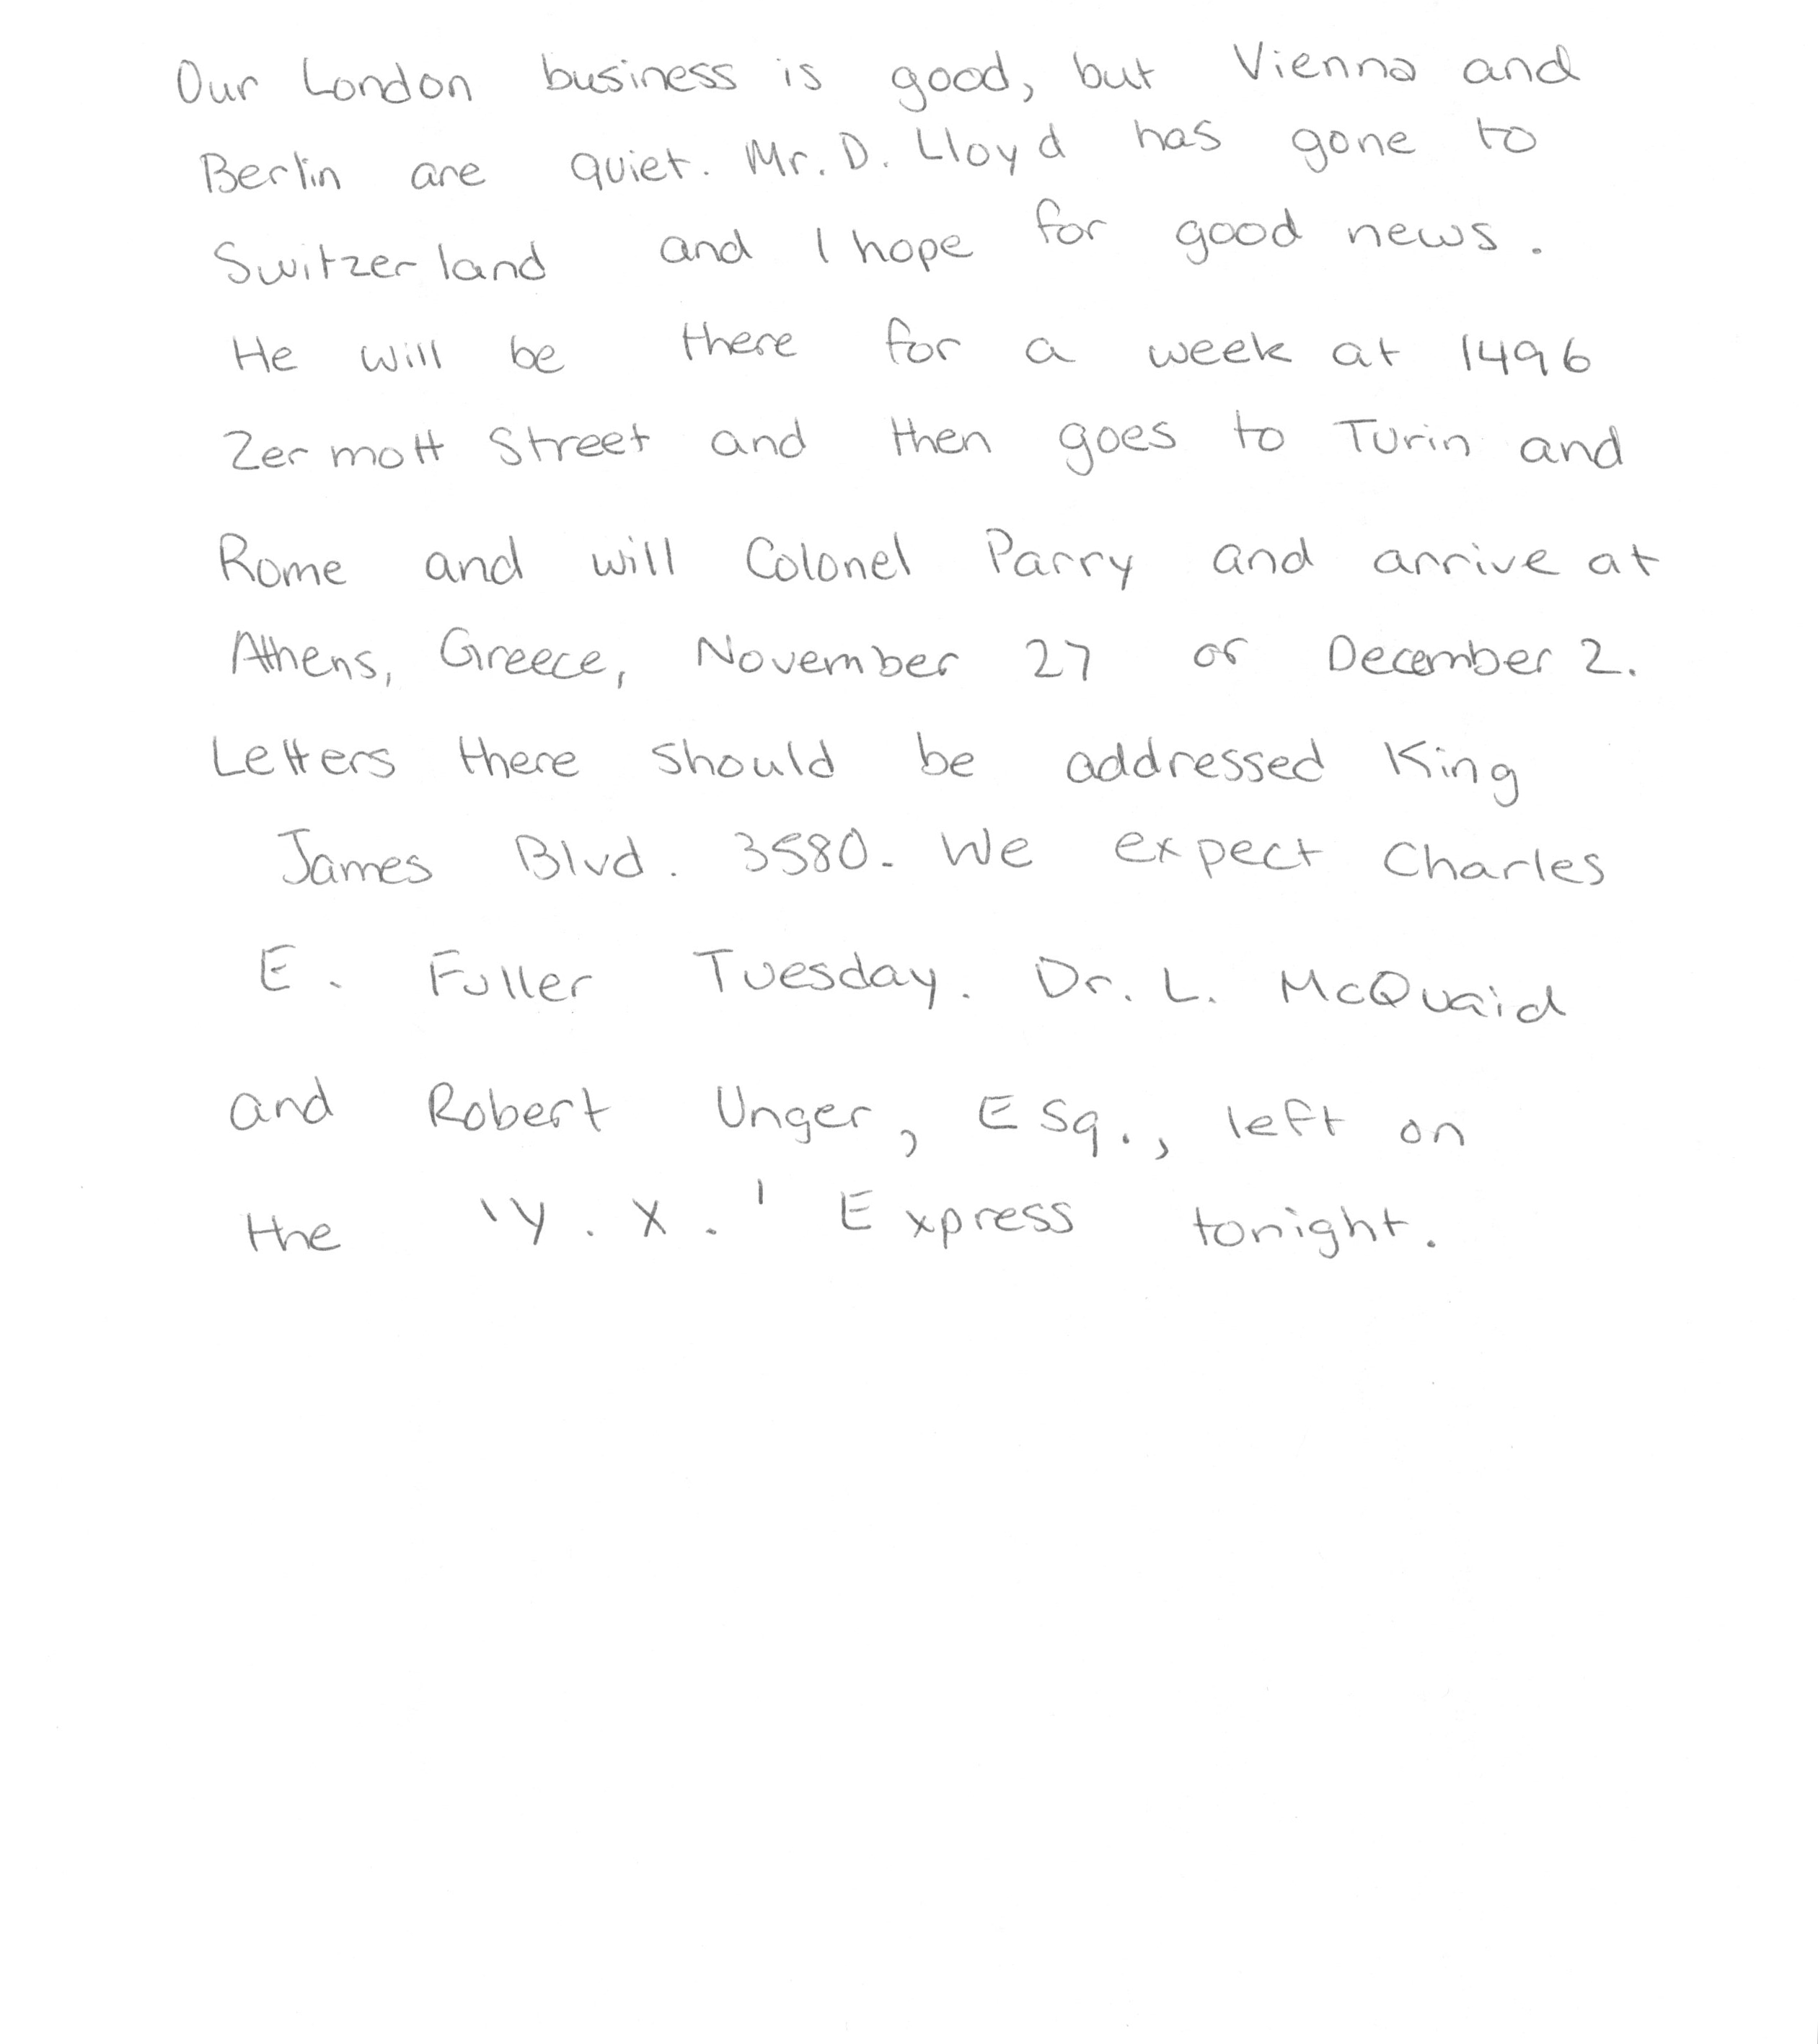 Our London business is good, but Vienna and
Berlin are quiet. Mr. D. Lloyd has gone to
Switzerland and I hope for good news.
He will be there for a week at 1496
Zermott Street and then goes to Turin and
Rome and will Colonel Parry and arrive at
Athens, Greece, November 27 or December 2.
Letters there should be addressed King
James Blvd. 3580. We expect Charles
E. Fuller Tuesday. Dr. L. McQuaid
and Robert Unger, Esq., left on
the 'Y. X.' Express tonight.